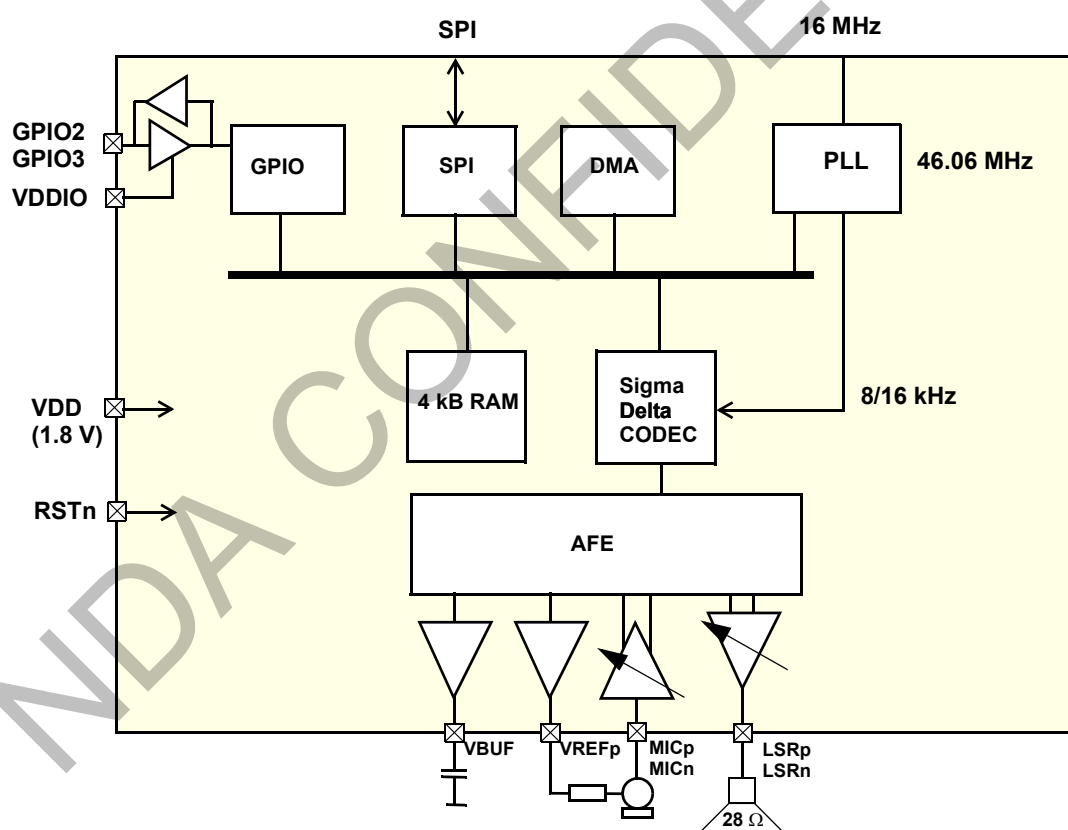 SPI
16 MHz
GPIO2
GPIO3
VDDIO
GPIO
SPI
DMA
PLL
46.06 MHz
VDD
(1.8 V)
4 kB RAM
Sigma
Delta
CODEC
8/16 kHz
RSTn
AFE
VBUF
VREFp
MICp
MICn
LSRp
LSRn
28 Ω
NDA CONFIDE